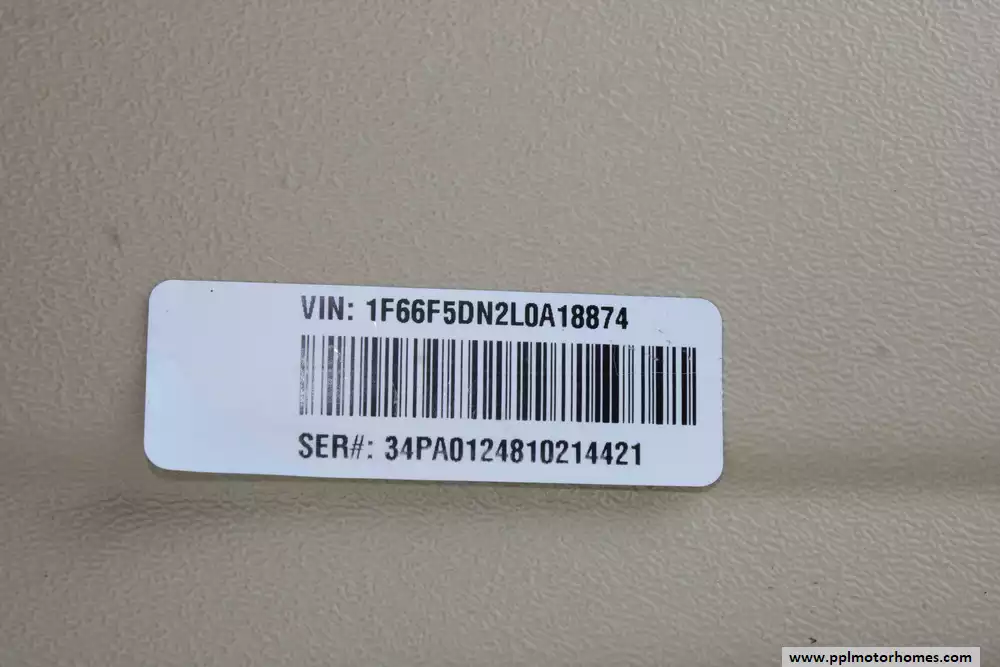 VIN: 1F66F5DN2L0A18874
SER#: 34PA0124810214421
www.pplmotorhomes.com